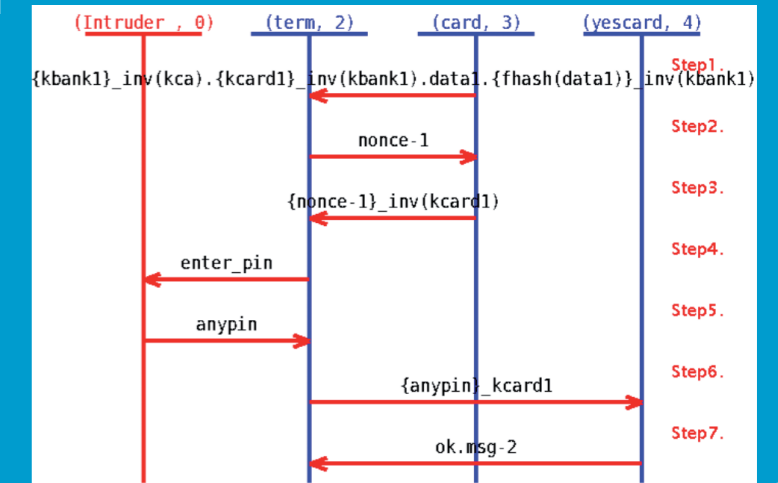 (Intruder , 0) (term, 2) (card, 3) (yescard, 4)
Step1.
{kbank1}_inv(kca).{kcard1}_inv(kbank1).data1.{fhash(data1)}_inv(kbank1)
Step2.
nonce-1
Step3.
{nonce-1}_inv(kcard1)
Step4.
enter_pin
Step5.
anypin
Step6.
{anypin}_kcard1
Step7.
ok.msg-2